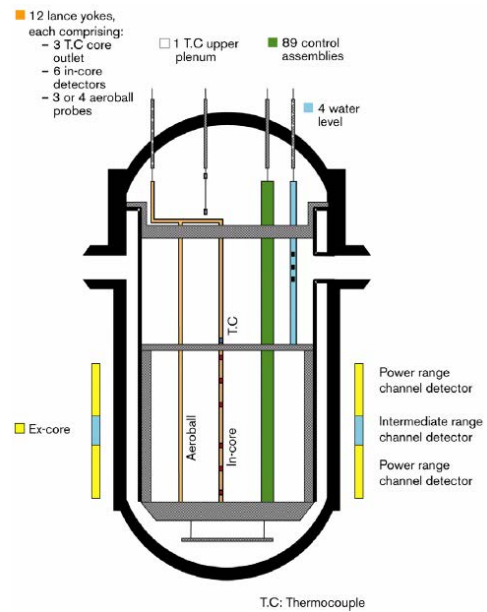 12 lance yokes,
each comprising:
– 3 T.C core
outlet
– 6 in-core
detectors
– 3 or 4 aeroball
probes
1 T.C upper
plenum
89 control
assemblies
4 water
level
T.C
Aeroball
In-core
Ex-core
Power range
channel detector
Intermediate range
channel detector
Power range
channel detector
T.C: Thermocouple